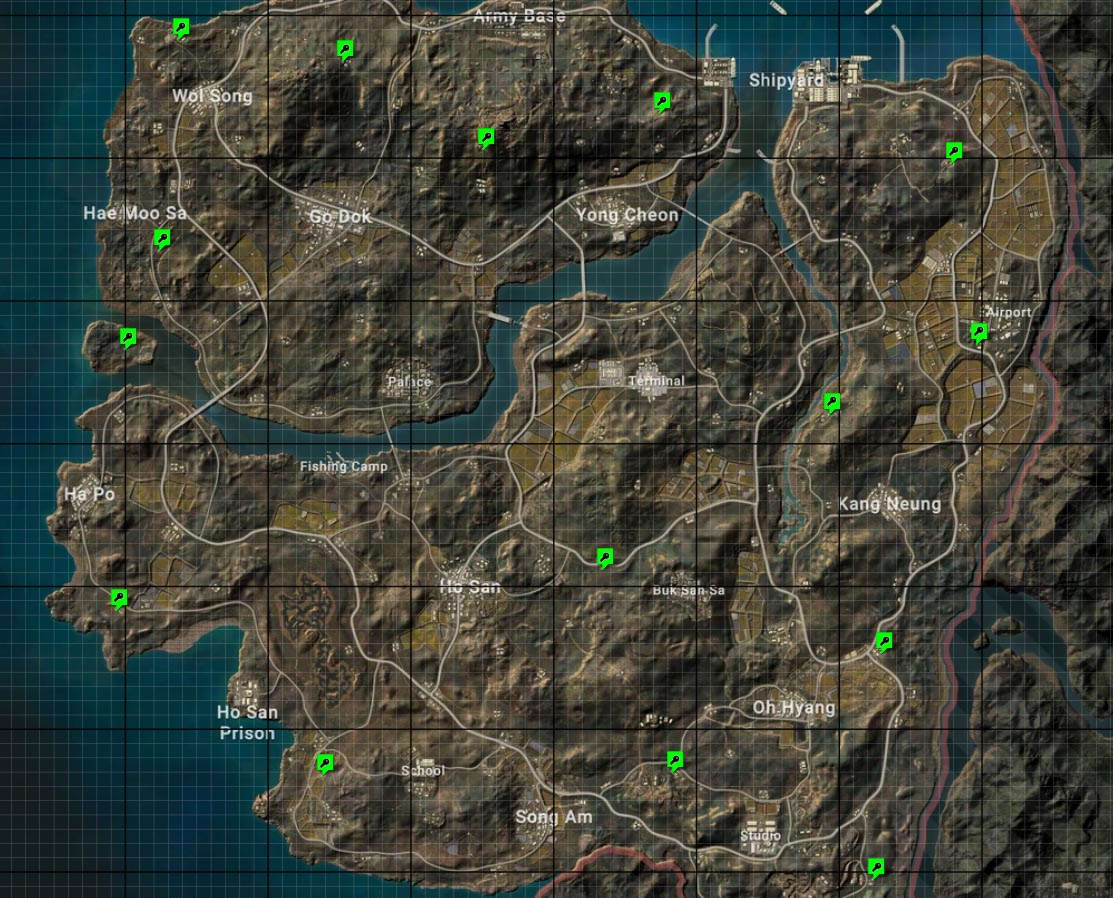 Army Base
Shipyard
Wol Song
Hae Moo Sa
Go Dok
Yong Cheon
Airport
Palace
Terminal
Fishing Camp
Ha Po
Kang Neung
Ho San
Buk San Sa
Ho San
Prison
Oh Hyang
School
Song Am
Studio